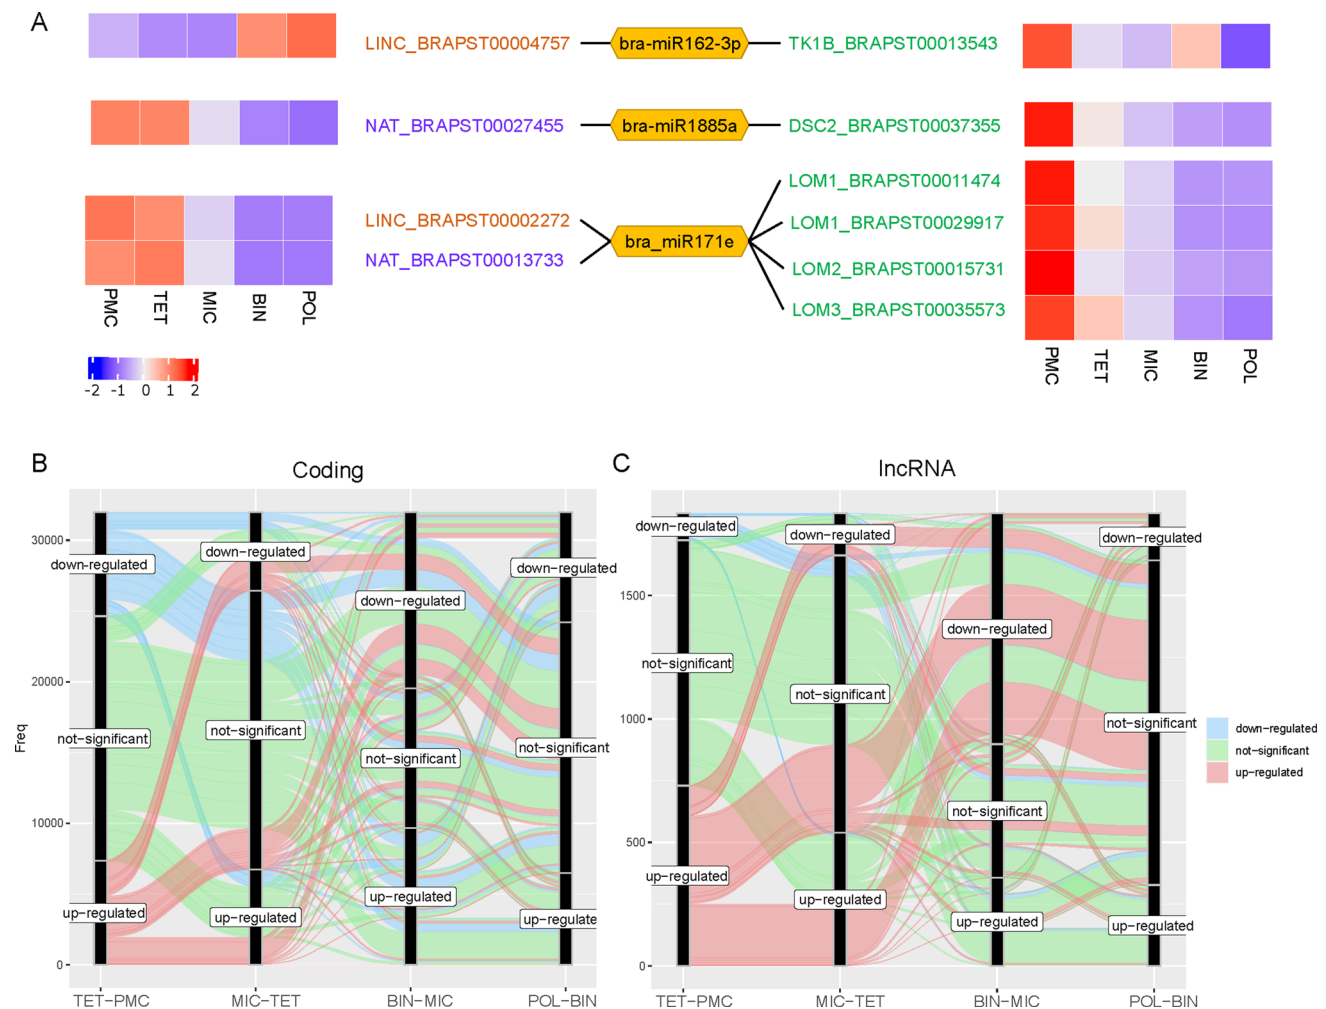 A
LINC_BRAPST00004757
bra-miR162-3p
TK1B_BRAPST00013543
NAT_BRAPST00027455
bra-miR1885a
DSC2_BRAPST00037355
LOM1_BRAPST00011474
LINC_BRAPST00002272
LOM1_BRAPST00029917
bra_miR171e
NAT_BRAPST00013733
LOM2_BRAPST00015731
LOM3_BRAPST00035573
PMC TET MIC BIN POL
PMC TET MIC BIN POL
-2 -1 0 1 2
B
Coding
Freq
30000
20000
10000
0
down-regulated
not-significant
up-regulated
down-regulated
not-significant
up-regulated
down-regulated
not-significant
up-regulated
down-regulated
not-significant
up-regulate
TET-PMC MIC-TET BIN-MIC POL-BIN
C
lncRNA
1500
1000
500
0
down-regulated
not-significant
up-regulated
down-regulated
not-significant
up-regulated
down-regulated
not-significant
up-regulated
down-regulated
not-significant
up-regulated
TET-PMC MIC-TET BIN-MIC POL-BIN
down-regulated
not-significant
up-regulated